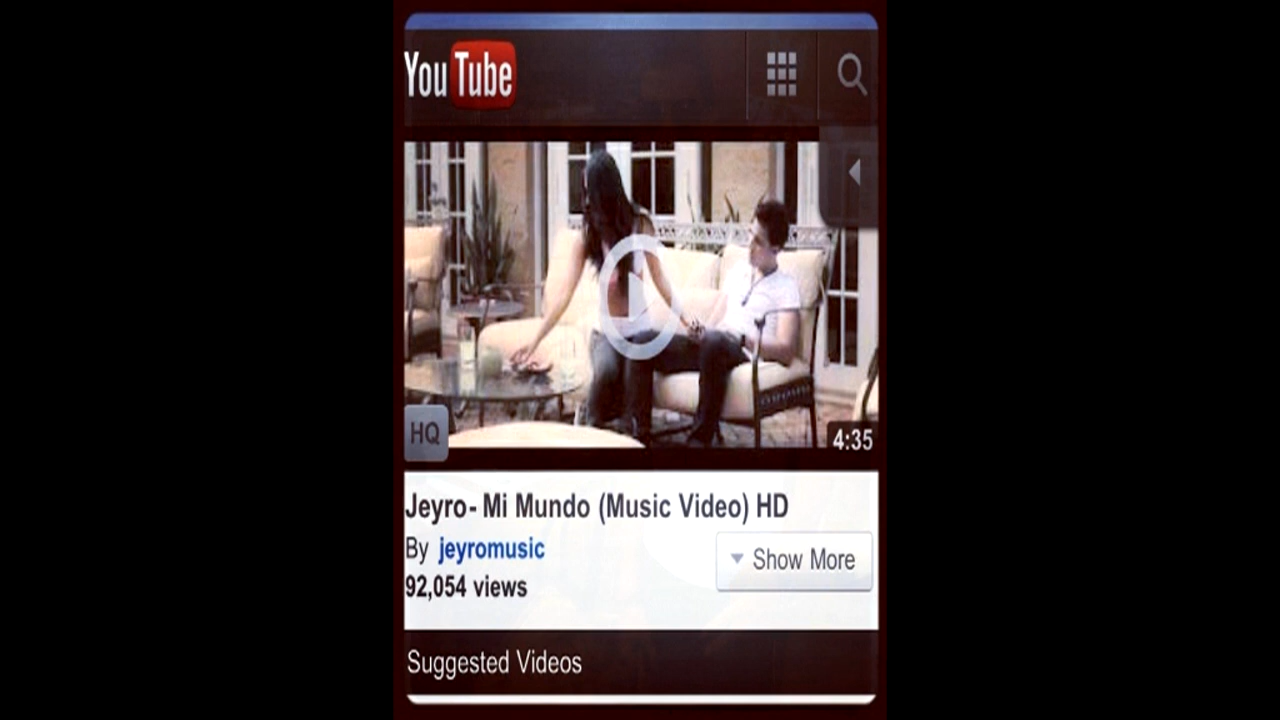 YouTube
HQ
4:35
Jeyro- Mi Mundo (Music Video) HD
By jeyromusic
Show More
92,054 views
Suggested Videos